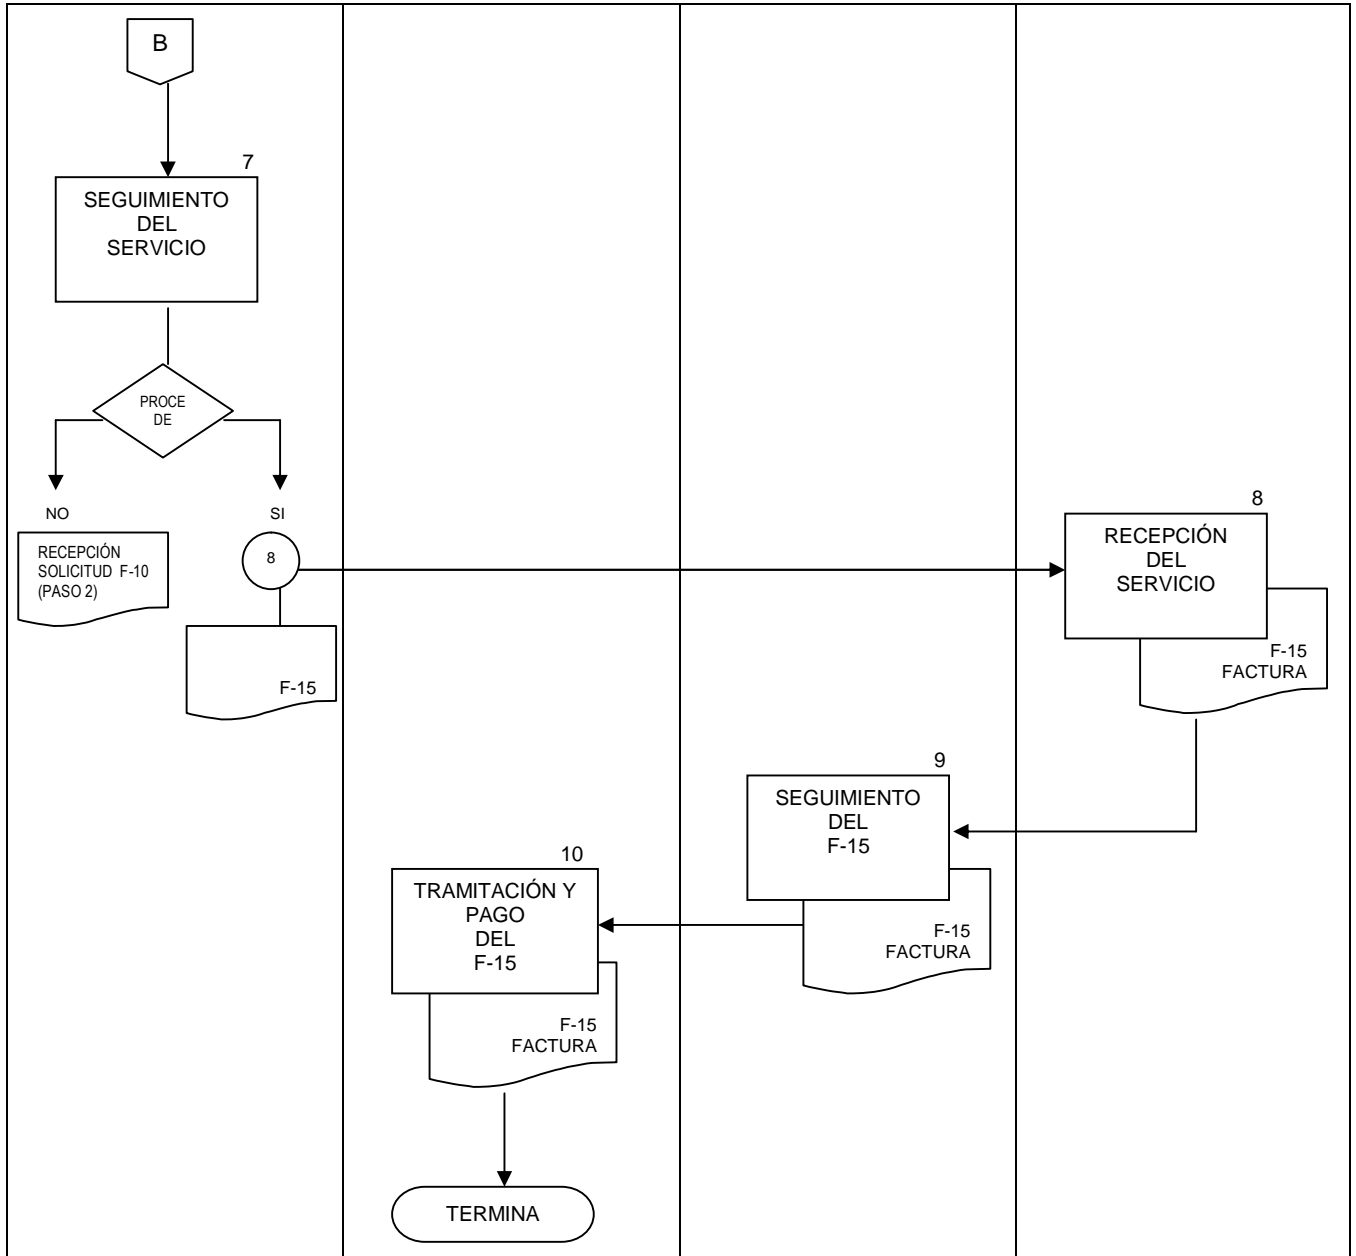 B
7
SEGUIMIENTO
DEL
SERVICIO
PROCE
DE
NO
SI
RECEPCIÓN
SOLICITUD F-10
(PASO 2)
8
F-15
8
RECEPCIÓN
DEL
SERVICIO
F-15
FACTURA
9
SEGUIMIENTO
DEL
F-15
F-15
FACTURA
10
TRAMITACIÓN Y
PAGO
DEL
F-15
F-15
FACTURA
TERMINA